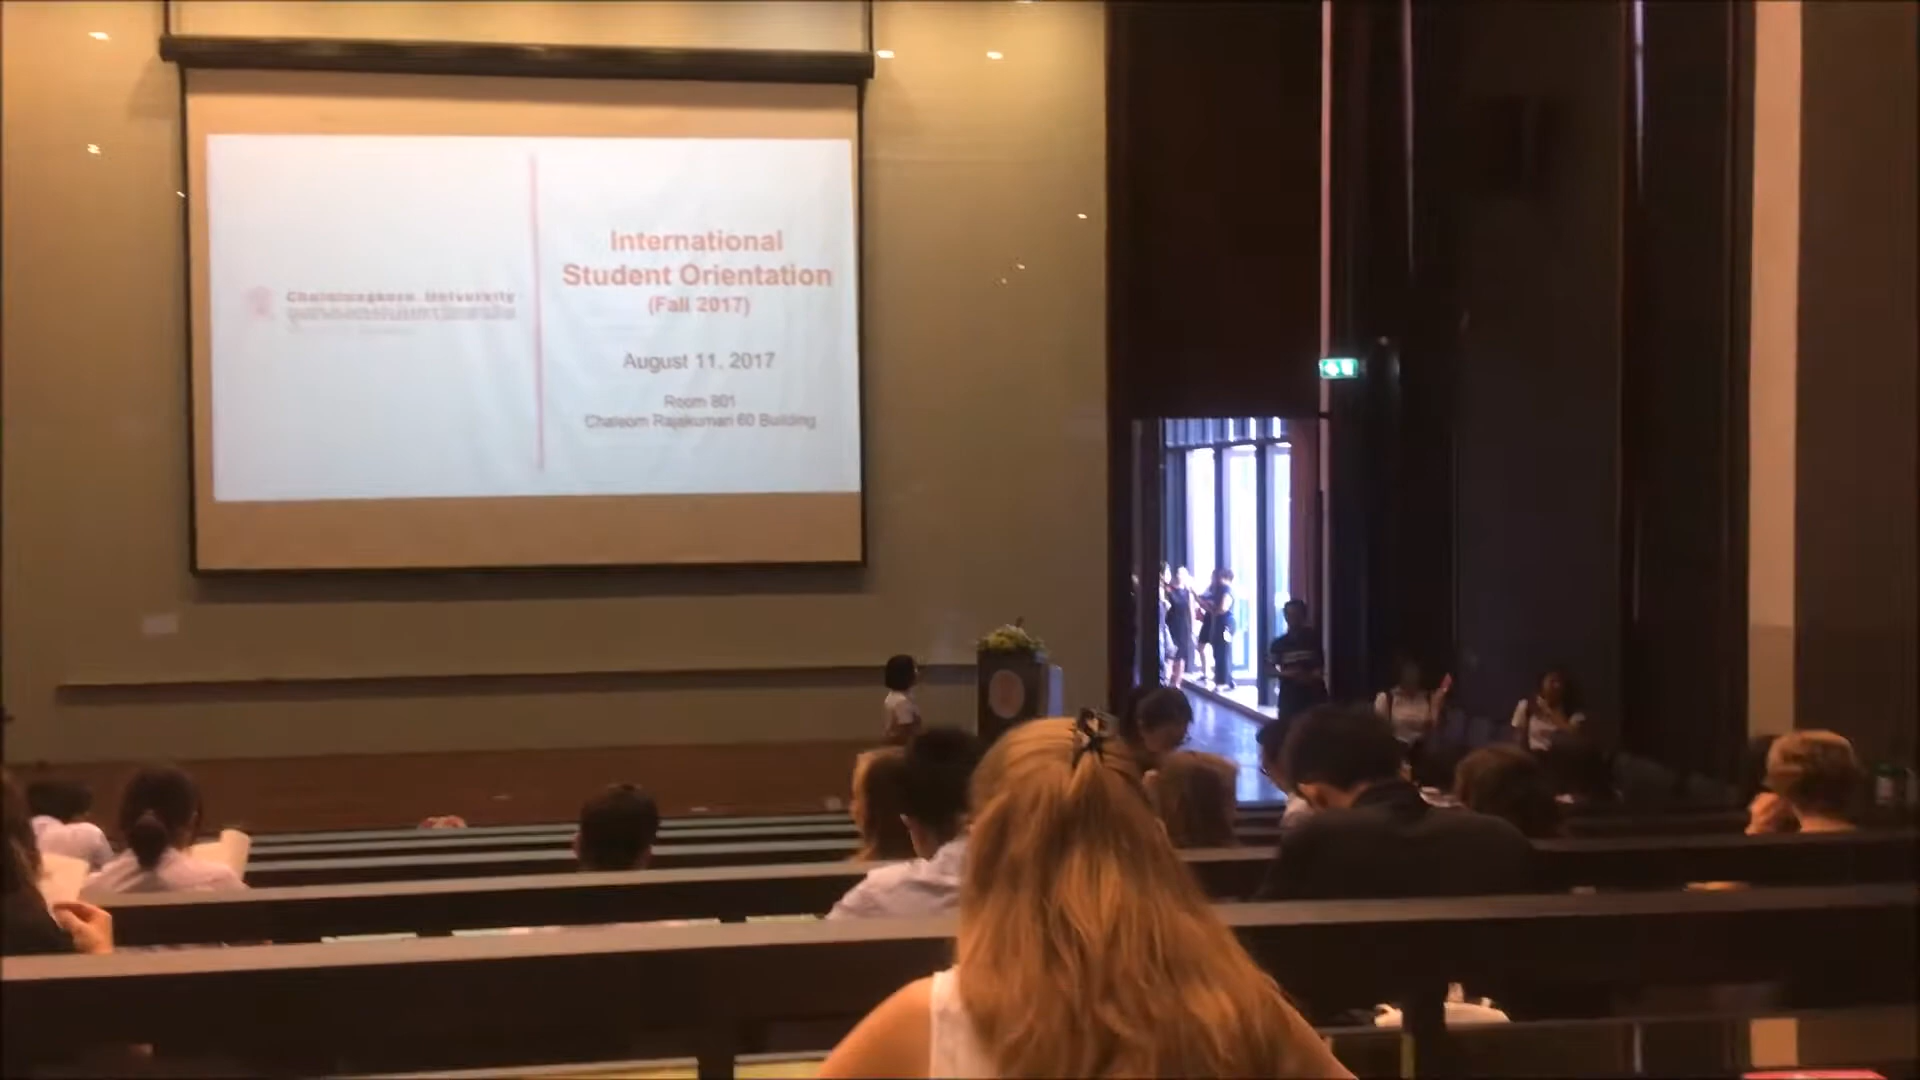 Chulalongkorn University
International
Student Orientation
(Fall 2017)
August 11, 2017
Room 801
Chaloem Rajakumari 60 Building